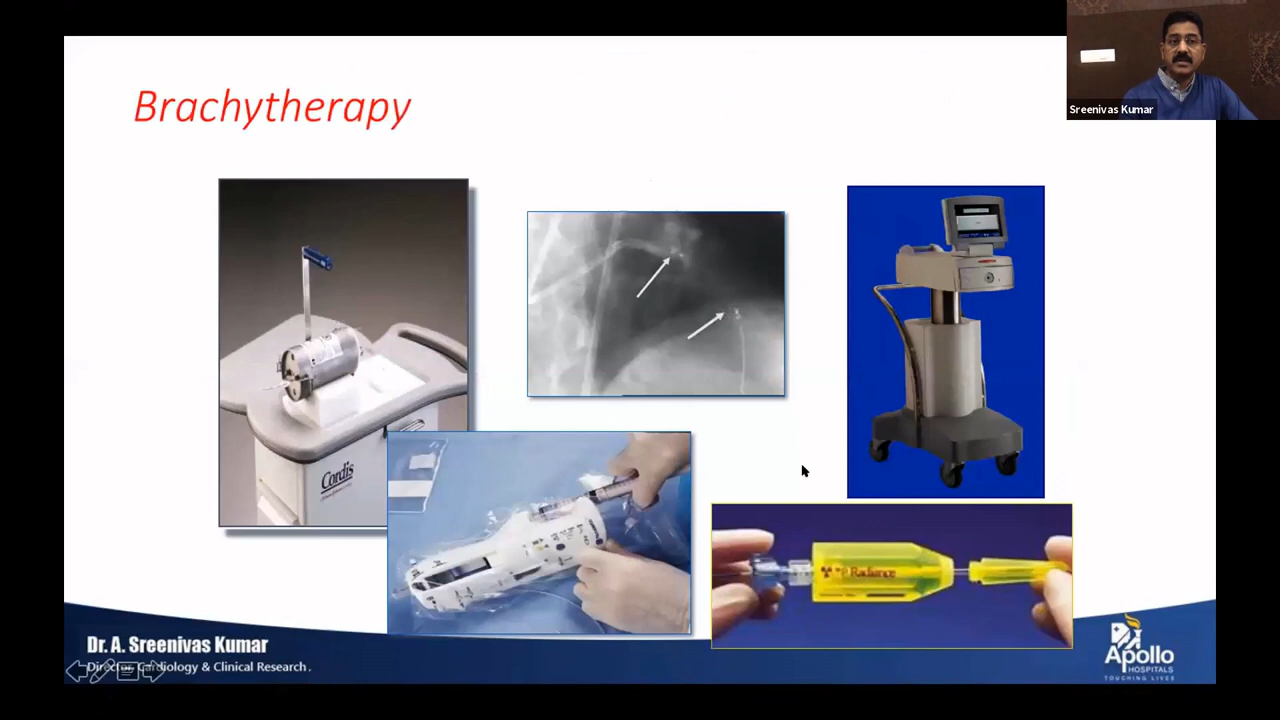 Sreenivas Kumar
Brachytherapy
Cordis
Radiance
Dr. A. Sreenivas Kumar
Director, Cardiology & Clinical Research .
Apollo
HOSPITALS
TOUCHING LIVES